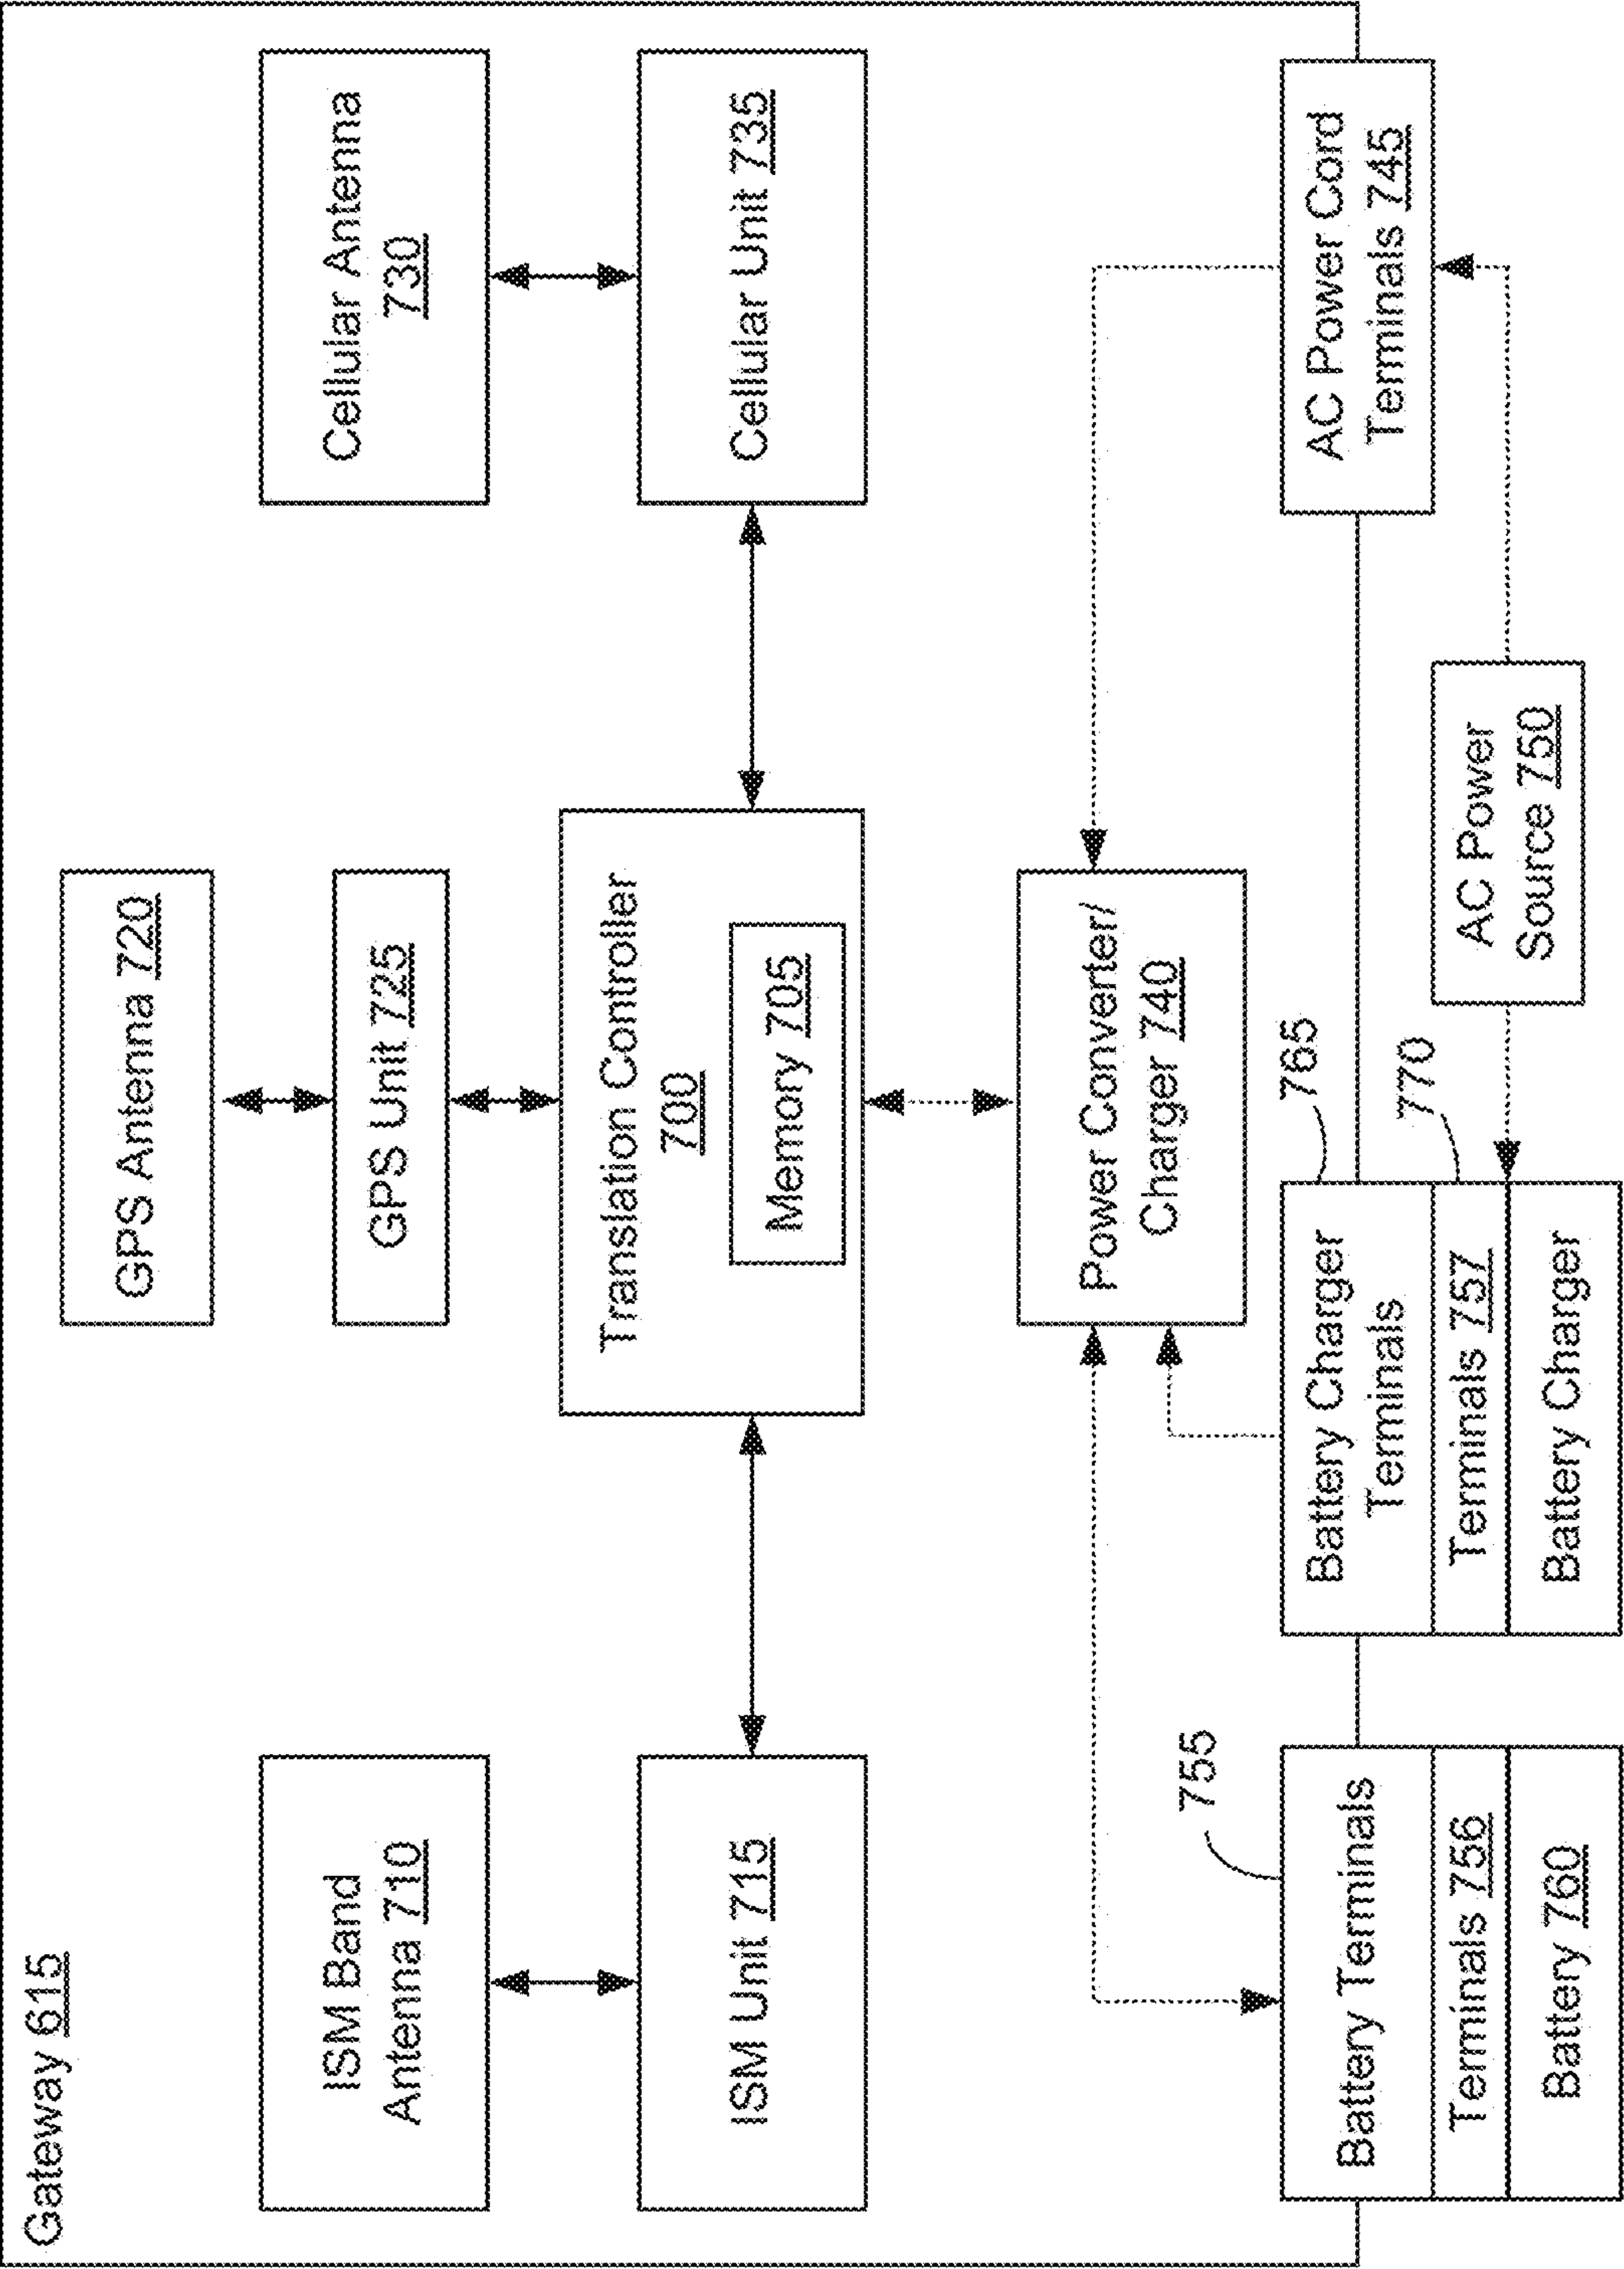 Gateway 615
GPS Antenna 720
GPS Unit 725
ISM Band
Antenna 710
ISM Unit 715
Translation Controller
700
Memory 705
Cellular Antenna
730
Cellular Unit 735
Power Converter/
Charger 740
755
Battery Terminals
Terminals 756
Battery 760
765
Battery Charger
Terminals
770
Terminals 757
Battery Charger
AC Power
Source 750
AC Power Cord
Terminals 745